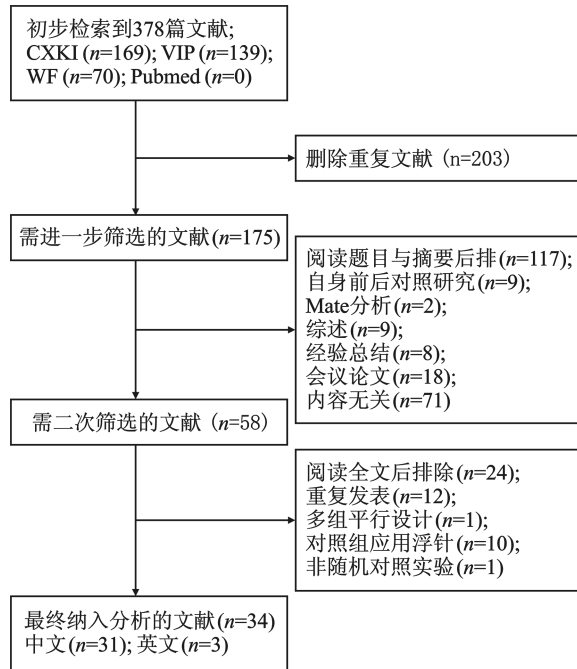 初步检索到378篇文献;
CXKI (n=169); VIP (n=139);
WF (n=70); Pubmed (n=0)
删除重复文献 (n=203)
需进一步筛选的文献(n=175)
阅读题目与摘要后排(n=117);
自身前后对照研究(n=9);
Mate分析(n=2);
综述(n=9);
经验总结(n=8);
会议论文(n=18);
内容无关(n=71)
需二次筛选的文献 (n=58)
阅读全文后排除(n=24);
重复发表(n=12);
多组平行设计(n=1);
对照组应用浮针(n=10);
非随机对照实验(n=1)
最终纳入分析的文献(n=34)
中文(n=31); 英文(n=3)